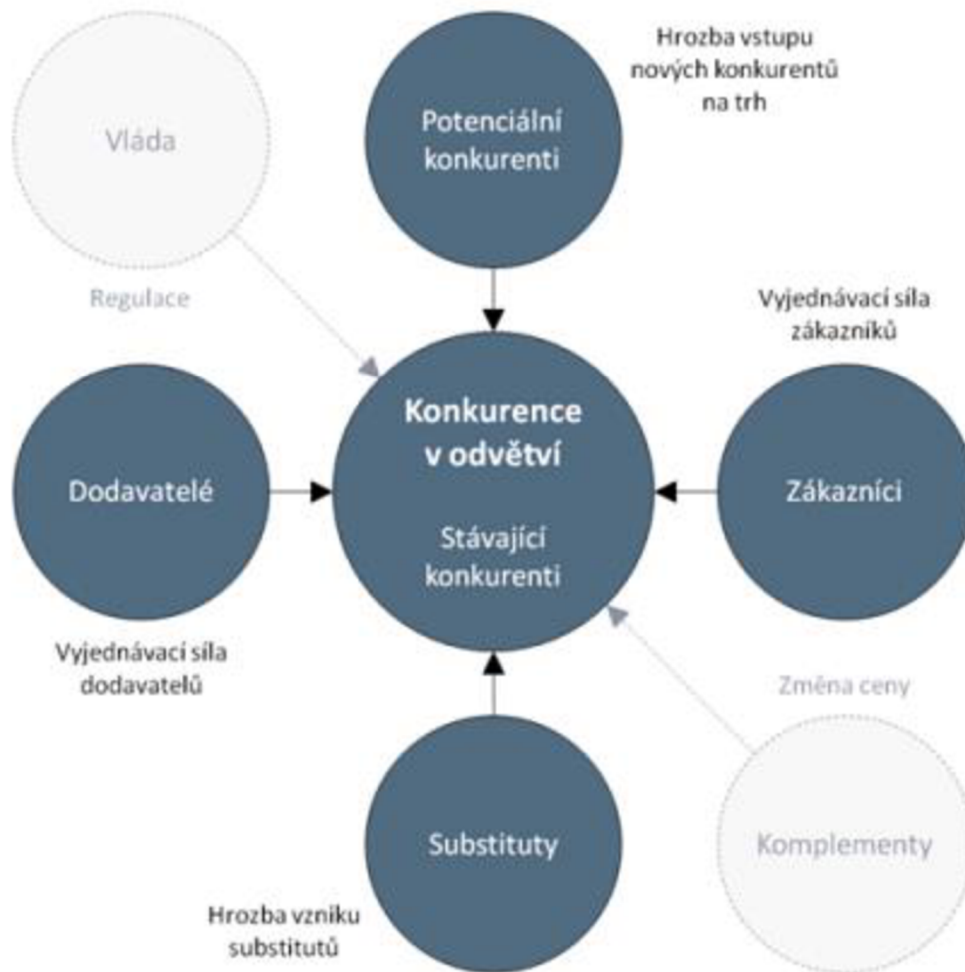 Hrozba vstupu
nových konkurentů
na trh
Vláda
Potenciální
konkurenti
Regulace
Vyjednávací síla
zákazníků
Konkurence
v odvětví
Dodavatelé
Zákazníci
Stávající
konkurenti
Vyjednávací síla
dodavatelů
Změna ceny
Substituty
Komplementy
Hrozba vzniku
substitutů